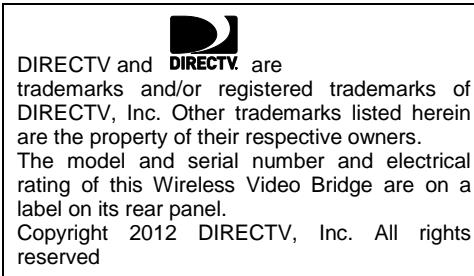 DIRECTV and DIRECTV. are
trademarks and/or registered trademarks of
DIRECTV, Inc. Other trademarks listed herein
are the property of their respective owners.
The model and serial number and electrical
rating of this Wireless Video Bridge are on a
label on its rear panel.
Copyright 2012 DIRECTV, Inc. All rights
reserved